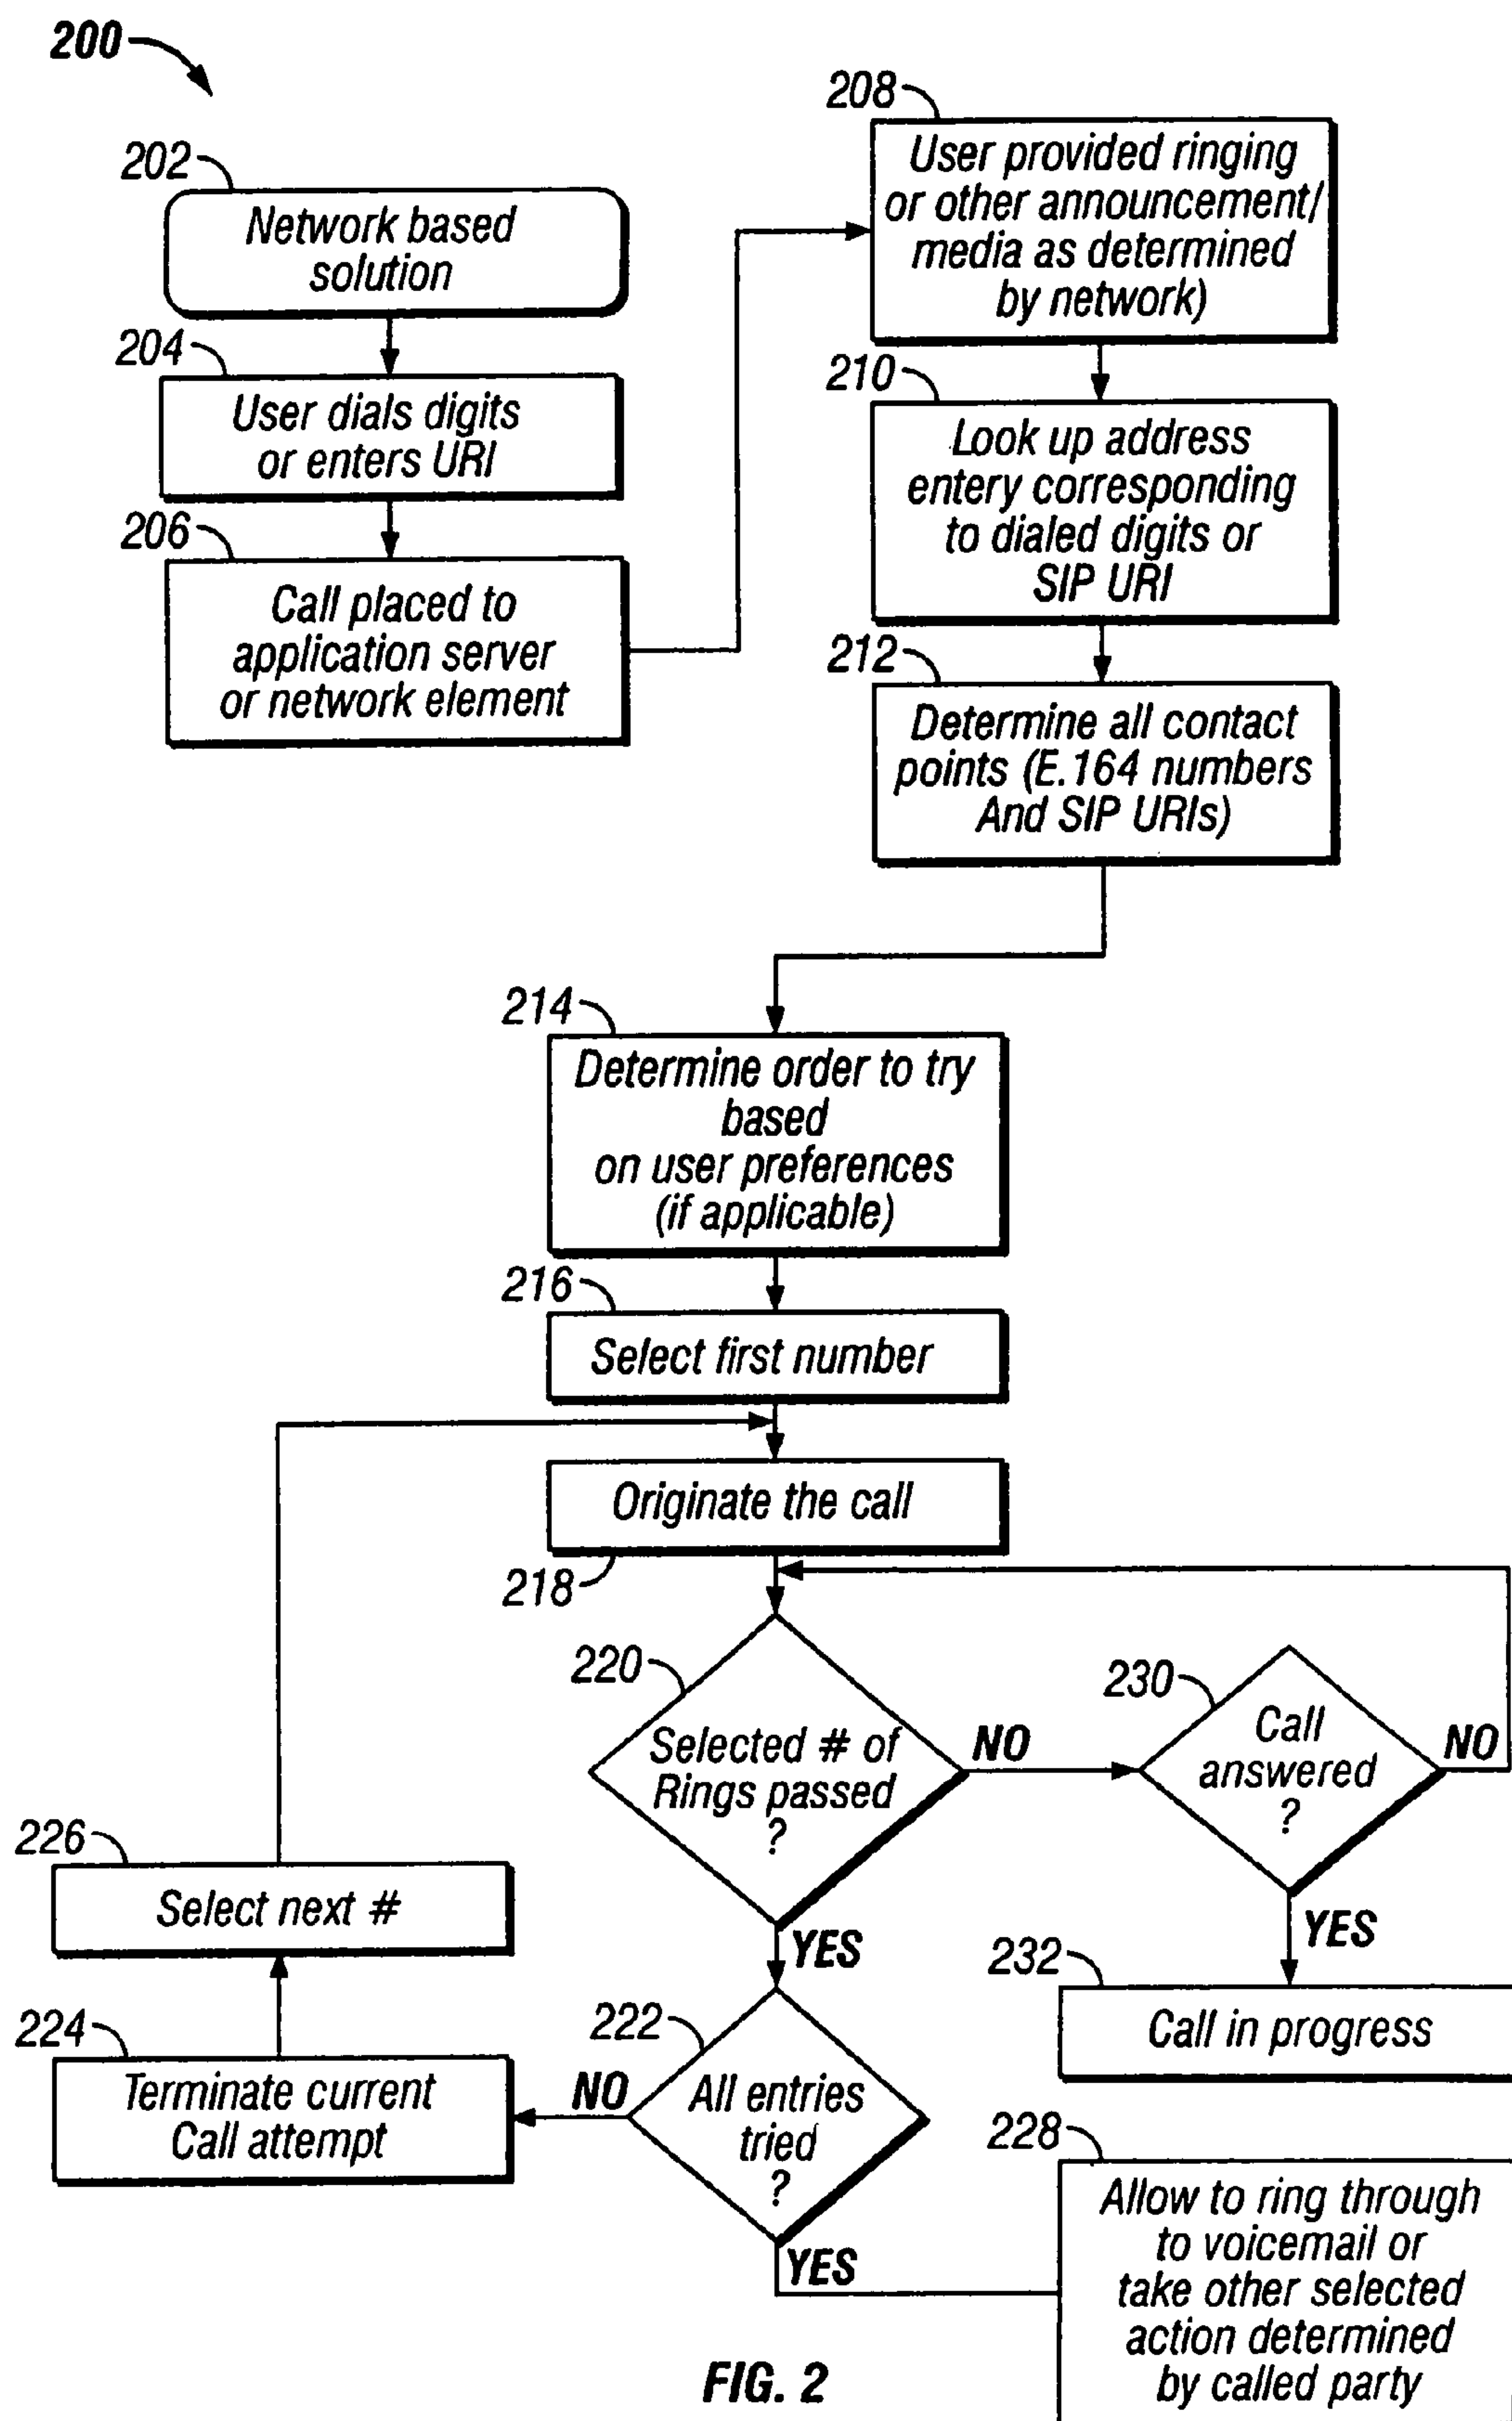 200
202
Network based
solution
204
User dials digits
or enters URI
206
Call placed to
application server
or network element
208
User provided ringing
or other announcement/
media as determined
by network)
210
Look up address
entery corresponding
to dialed digits or
SIP URI
212
Determine all contact
points (E.164 numbers
And SIP URIs)
214
Determine order to try
based
on user preferences
(if applicable)
216
Select first number
Originate the call
218
220
Selected # of
Rings passed
?
NO
YES
230
Call
answered
?
NO
YES
232
Call in progress
222
All entries
tried
?
NO
YES
224
Terminate current
Call attempt
226
Select next #
228
Allow to ring through
to voicemail or
take other selected
action determined
by called party
FIG. 2